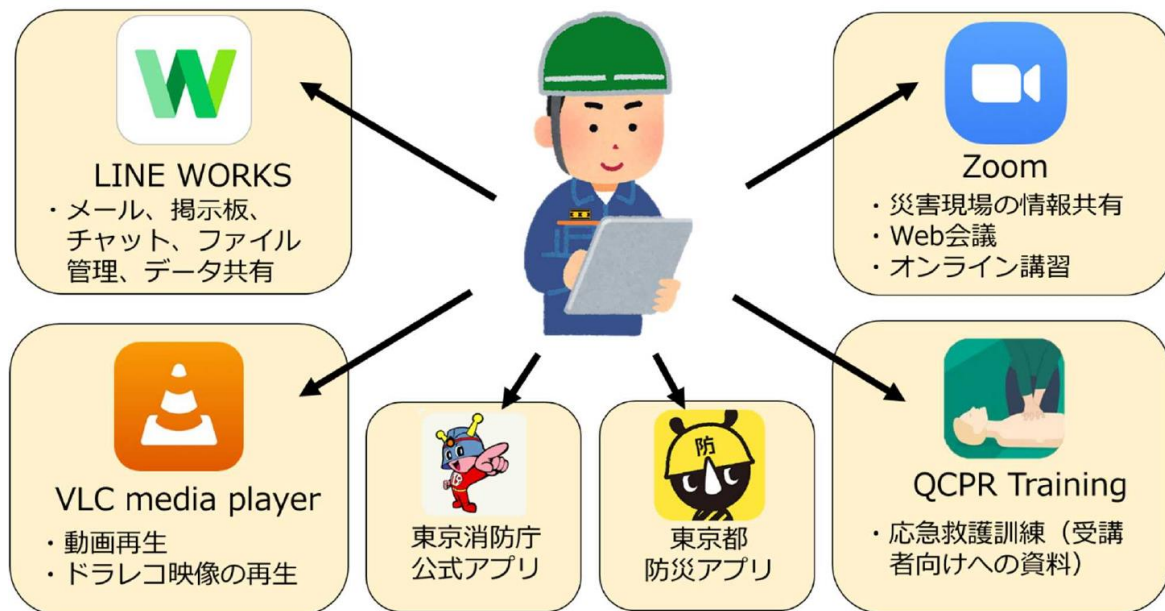 LINE WORKS
・メール、掲示板、
チャット、ファイル
管理、データ共有
Zoom
・災害現場の情報共有
・Web会議
・オンライン講習
VLC media player
・動画再生
・ドラレコ映像の再生
東京消防庁
公式アプリ
防
東京都
防災アプリ
QCPR Training
・応急救護訓練（受講
者向けへの資料）